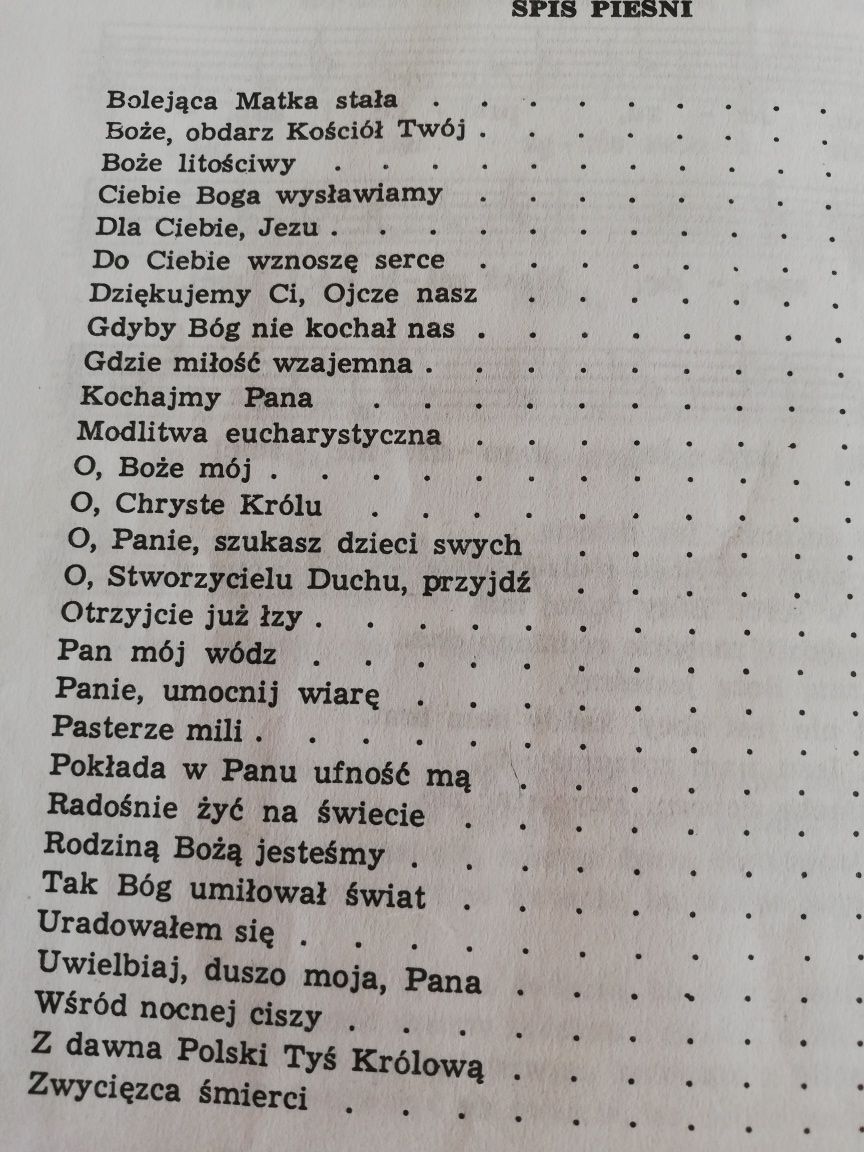 SPIS PIEŚNI
Bolejąca Matka stała . . . . . . . . .
Boże, obdarz Kościół Twój . . . . . . . .
Boże litościwy . . . . . . . . . . .
Ciebie Boga wysławiamy . . . . . . . .
Dla Ciebie, Jezu . . . . . . . . . . .
Do Ciebie wznoszę serce . . . . . . . .
Dziękujemy Ci, Ojcze nasz . . . . . . .
Gdyby Bóg nie kochał nas . . . . . . . .
Gdzie miłość wzajemna . . . . . . . . .
Kochajmy Pana . . . . . . . . . .
Modlitwa eucharystyczna . . . . . . . .
O, Boże mój . . . . . . . . . . . .
O, Chryste Królu . . . . . . . . . .
O, Panie, szukasz dzieci swych . . . . . .
O, Stworzycielu Duchu, przyjdź . . . . . .
Otrzyjcie już łzy . . . . . . . . . . .
Pan mój wódz . . . . . . . . . . .
Panie, umocnij wiarę . . . . . . . . .
Pasterze mili . . . . . . . . . . . .
Pokłada w Panu ufność mą . . . . . . .
Radośnie żyć na świecie . . . . . . . .
Rodziną Bożą jesteśmy . . . . . . . . .
Tak Bóg umiłował świat . . . . . . . .
Uradowałem się . . . . . . . . . . .
Uwielbiaj, duszo moja, Pana . . . . . . .
Wśród nocnej ciszy . . . . . . . . . .
Z dawna Polski Tyś Królową . . . . . . .
Zwycięzca śmierci . . . . . . . . . .